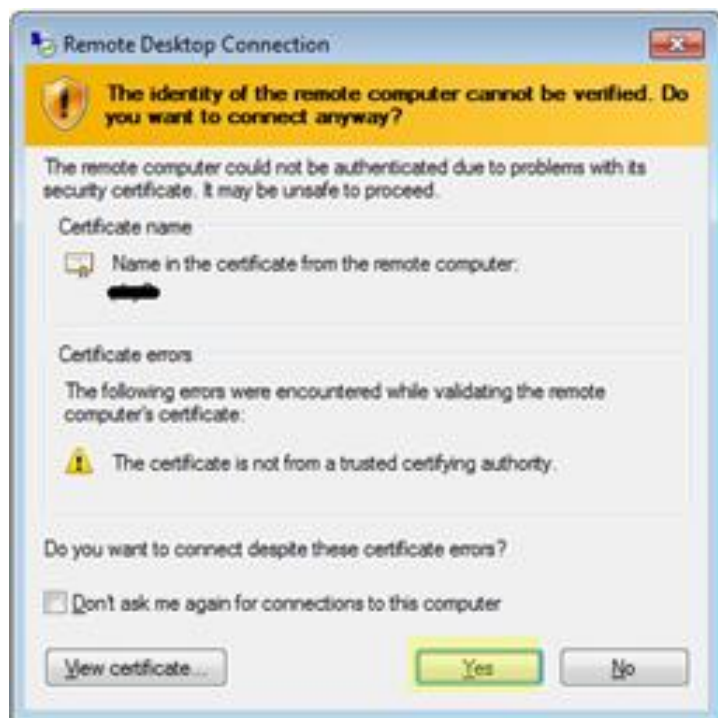 Remote Desktop Connection
The identity of the remote computer cannot be verified. Do
you want to connect anyway?
The remote computer could not be authenticated due to problems with its
security certificate. It may be unsafe to proceed.
Certificate name
Name in the certificate from the remote computer:
Certificate errors
The following errors were encountered while validating the remote
computer's certificate:
The certificate is not from a trusted certifying authority.
Do you want to connect despite these certificate errors?
Don't ask me again for connections to this computer
View certificate...
Yes
No